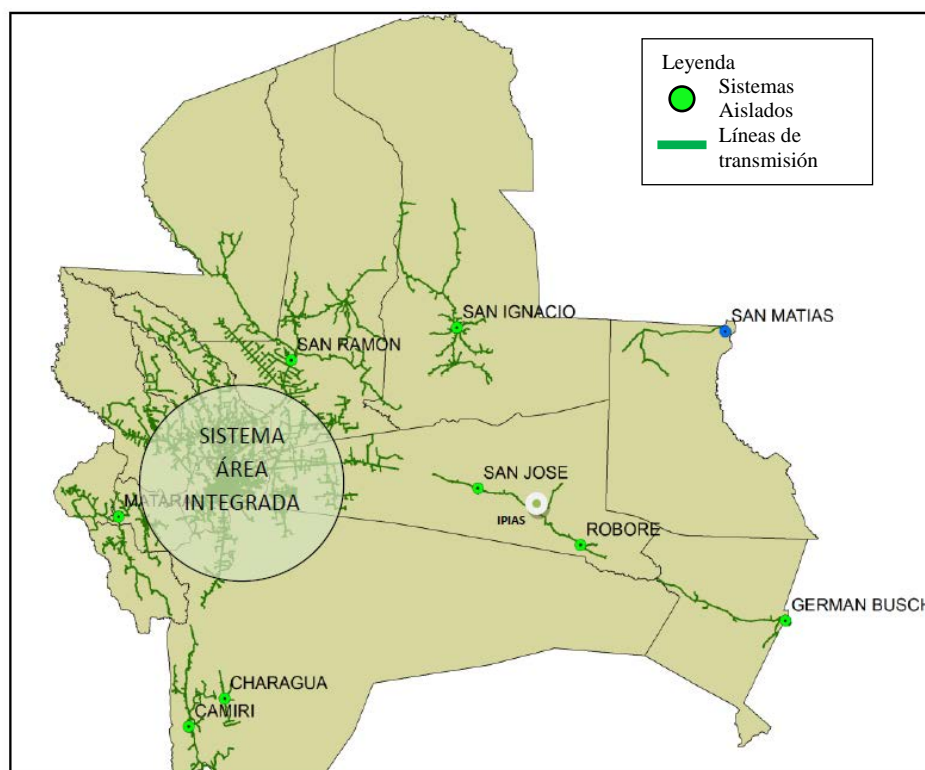 Leyenda
Sistemas
Aislados
Líneas de
transmisión
SAN IGNACIO
SAN MATIAS
SAN RAMON
SISTEMA
ÁREA
INTEGRADA
SAN JOSE
IPIAS
ROBORE
GERMAN BUSCH
CHARAGUA
CAMIRI